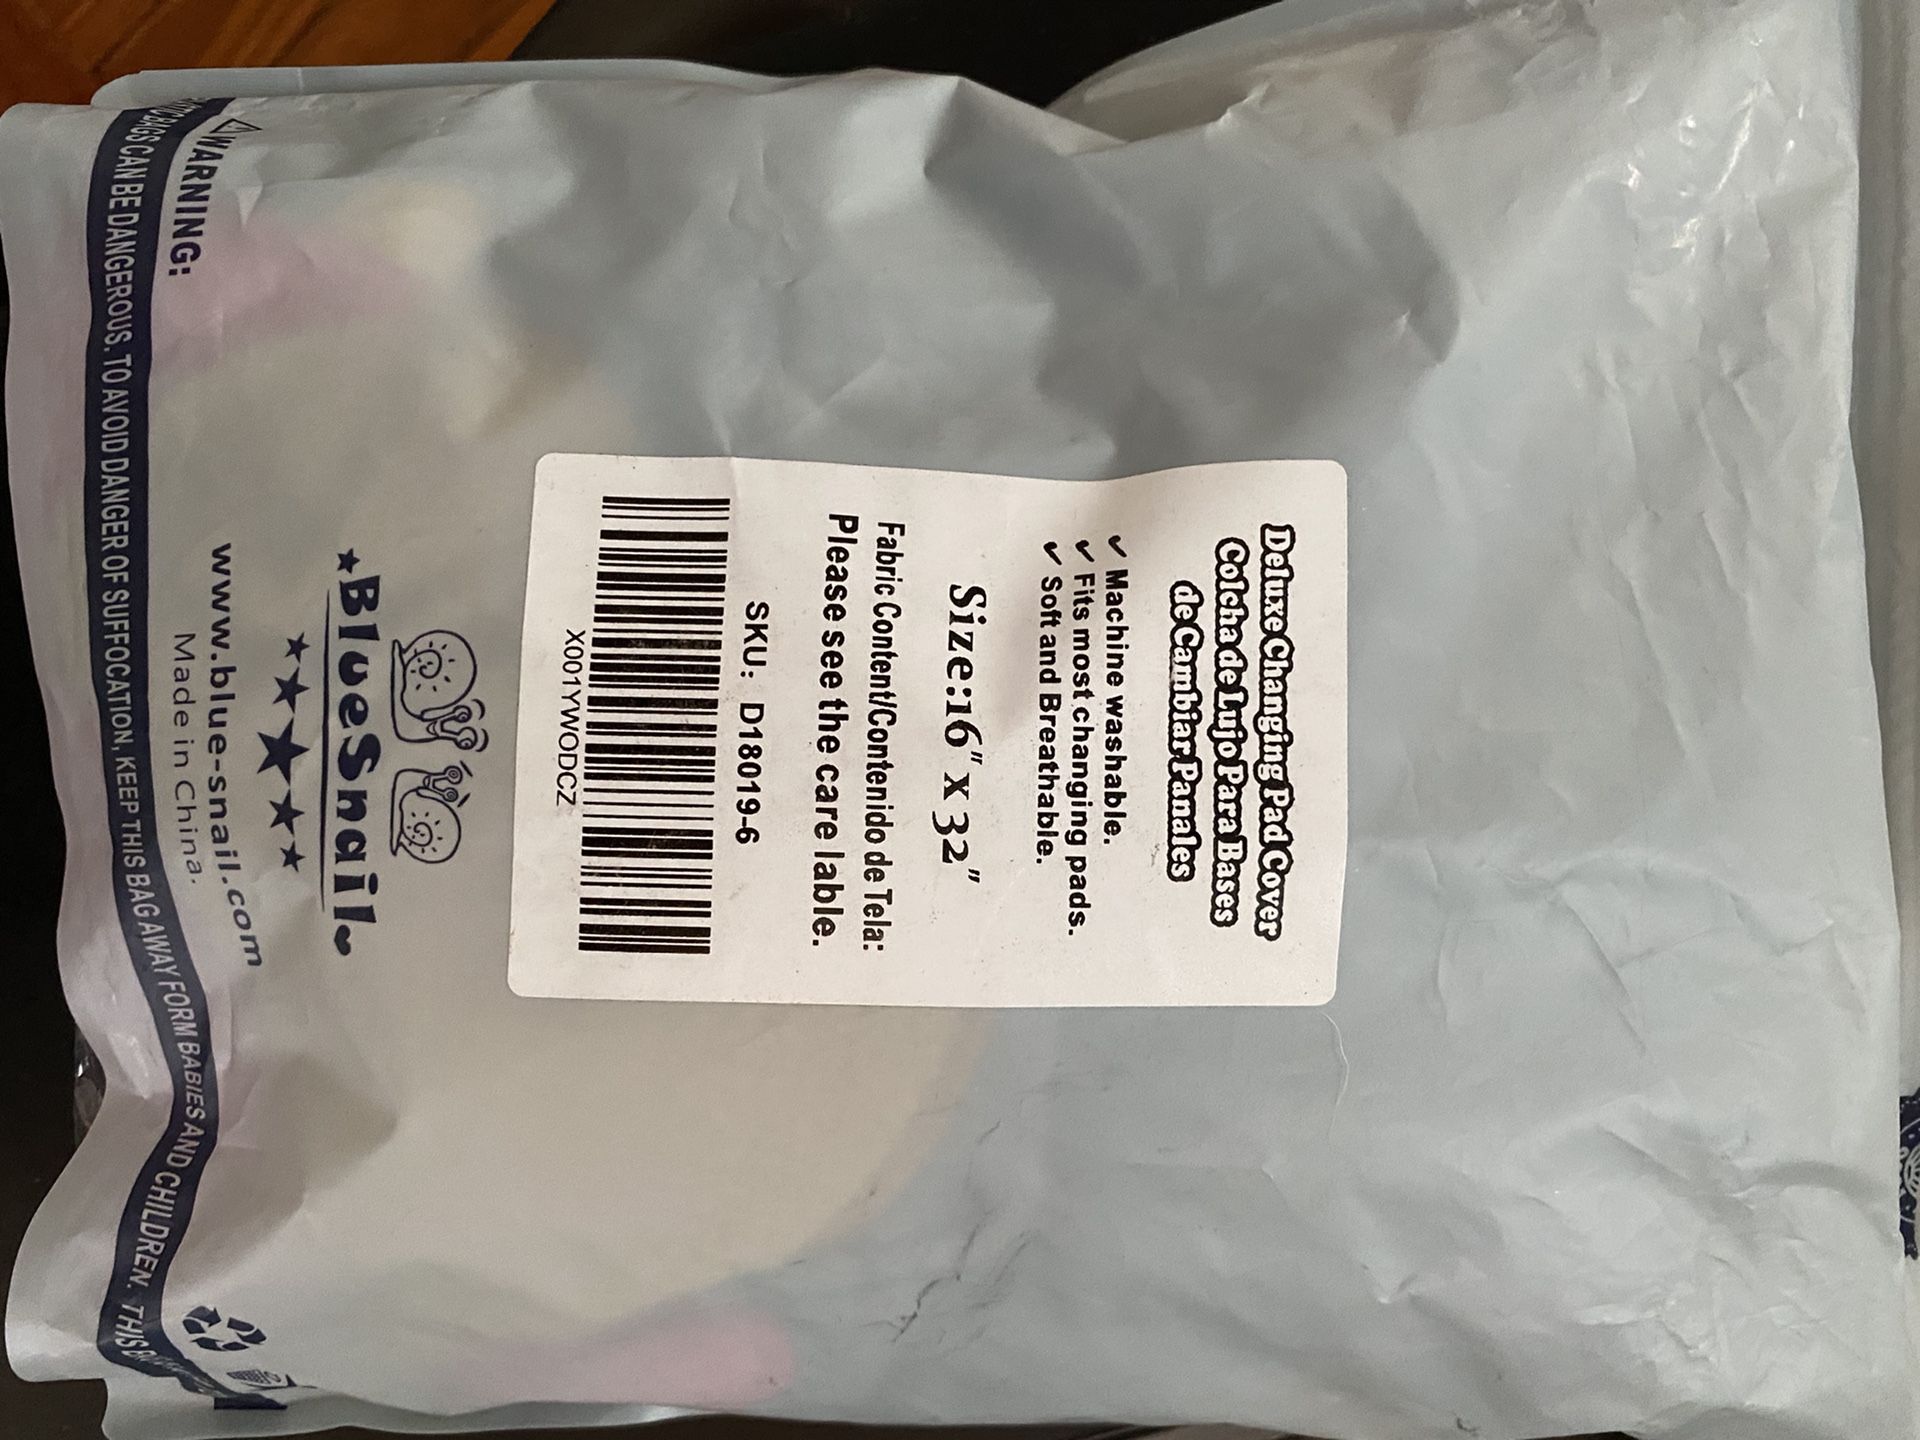 Deluxe Changing Pad Cover
Colcha de Lujo Para Bases
de Cambiar Panales
✔ Machine washable.
✔ Fits most changing pads.
✔ Soft and Breathable.
Size:16" x 32"
Fabric Content/Contenido de Tela:
Please see the care lable.
SKU: D18019-6
X001YWODCZ
BlueSnail
www.blue-snail.com
Made in China.
WARNING:
BAGS CAN BE DANGEROUS. TO AVOID DANGER OF SUFFOCATION, KEEP THIS BAG AWAY FORM BABIES AND CHILDREN. THIS